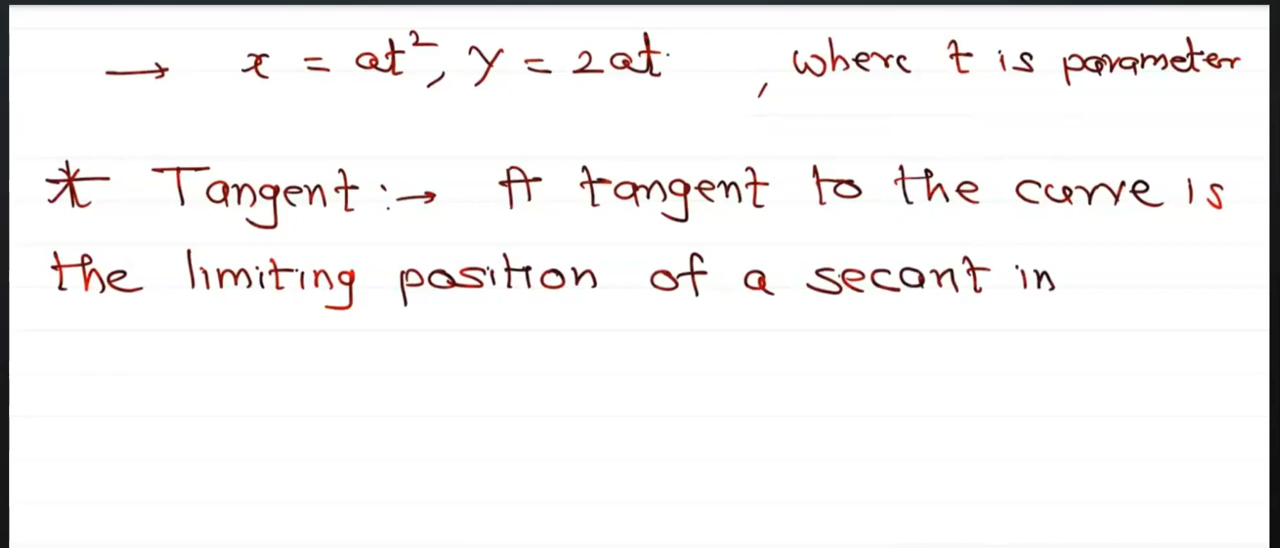 → x = at², y = 2at , where t is parameter
* Tangent :→ A tangent to the curve is
the limiting position of a secant in